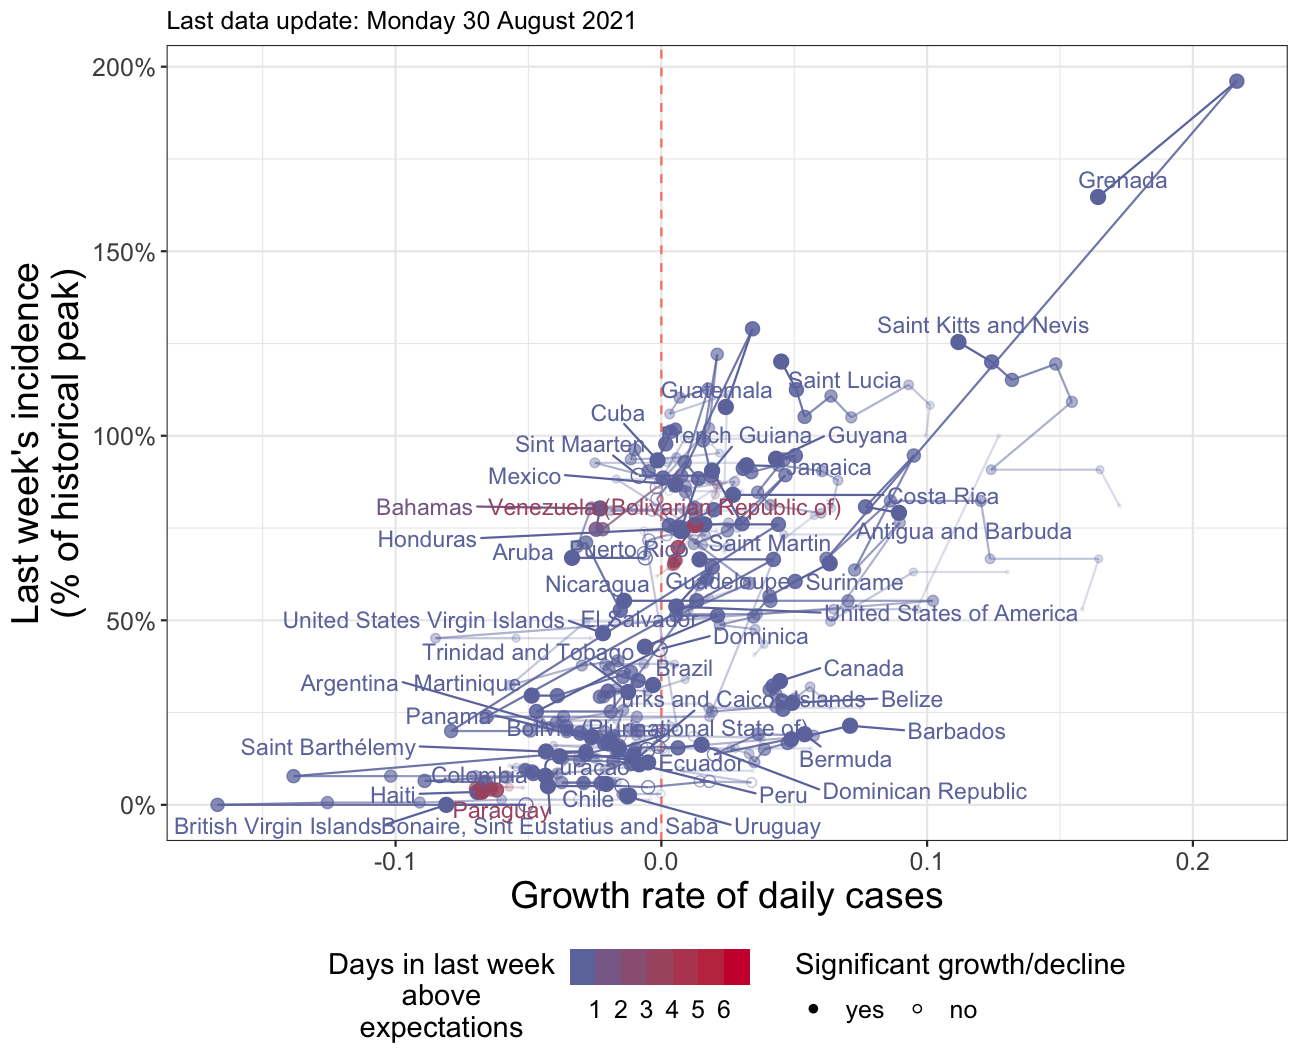 Last data update: Monday 30 August 2021
Last week's incidence
(% of historical peak)
200%
150%
100%
50%
0%
Grenada
Saint Kitts and Nevis
Saint Lucia
Guatemala
Cuba
French Guiana
Guyana
Sint Maarten
Jamaica
Mexico
Costa Rica
Bahamas
Venezuela (Bolivarian Republic of)
Antigua and Barbuda
Honduras
Saint Martin
Aruba
Puerto Rico
Nicaragua
Guadeloupe
Suriname
United States Virgin Islands
El Salvador
United States of America
Dominica
Trinidad and Tobago
Brazil
Canada
Argentina
Martinique
Turks and Caicos Islands
Belize
Panama
Bolivia (Plurinational State of)
Barbados
Saint Barthélemy
Bermuda
Ecuador
Colombia
Curacao
Haiti
Chile
Peru
Dominican Republic
Paraguay
British Virgin Islands
Bonaire, Sint Eustatius and Saba
Uruguay
-0.1
0.0
0.1
0.2
Growth rate of daily cases
Days in last week
above
expectations
1 2 3 4 5 6
Significant growth/decline
yes
no